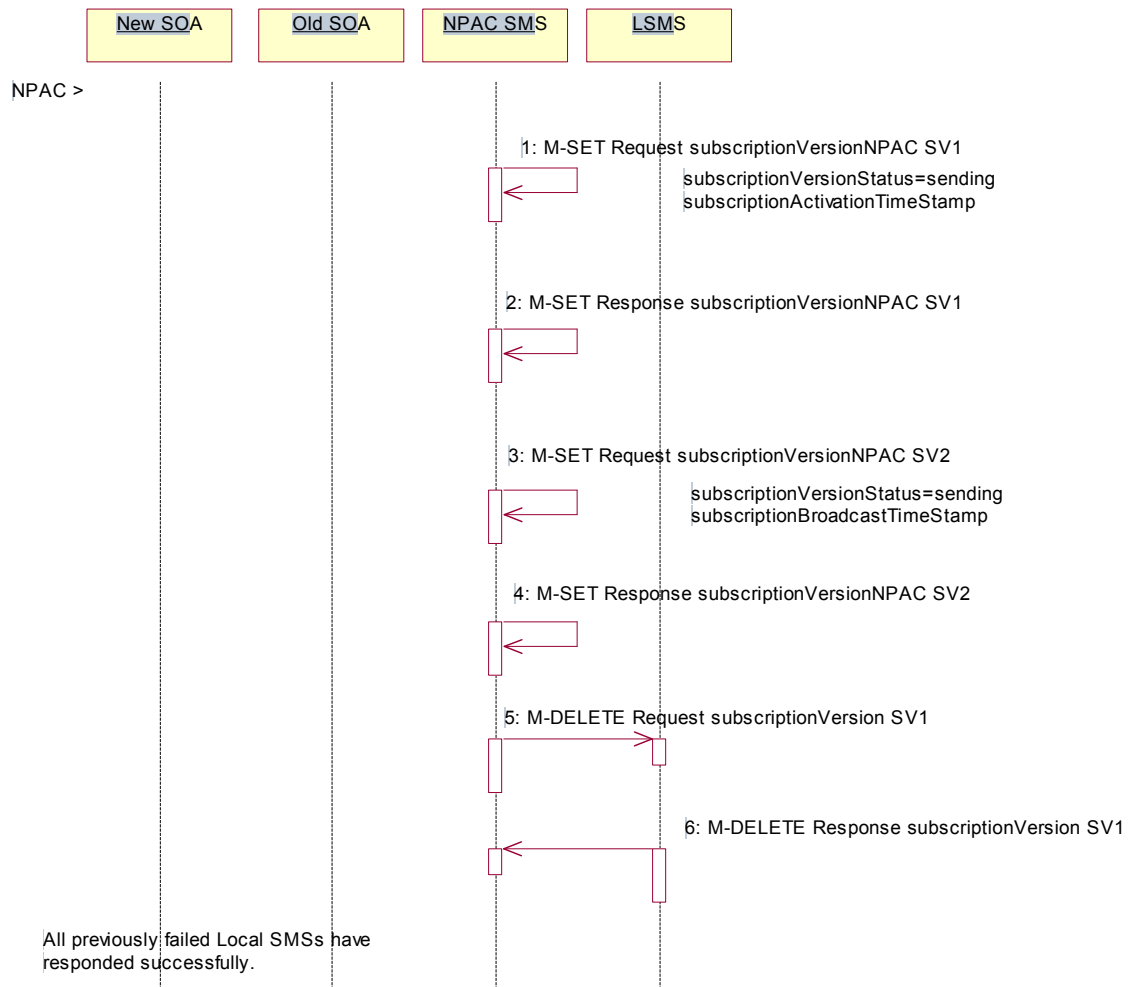 New SOA
Old SOA
NPAC SMS
LSMS
NPAC >
1: M-SET Request subscriptionVersionNPAC SV1
subscriptionVersionStatus=sending
subscriptionActivationTimeStamp
2: M-SET Response subscriptionVersionNPAC SV1
3: M-SET Request subscriptionVersionNPAC SV2
subscriptionVersionStatus=sending
subscriptionBroadcastTimeStamp
4: M-SET Response subscriptionVersionNPAC SV2
5: M-DELETE Request subscriptionVersion SV1
6: M-DELETE Response subscriptionVersion SV1
All previously failed Local SMSs have
responded successfully.